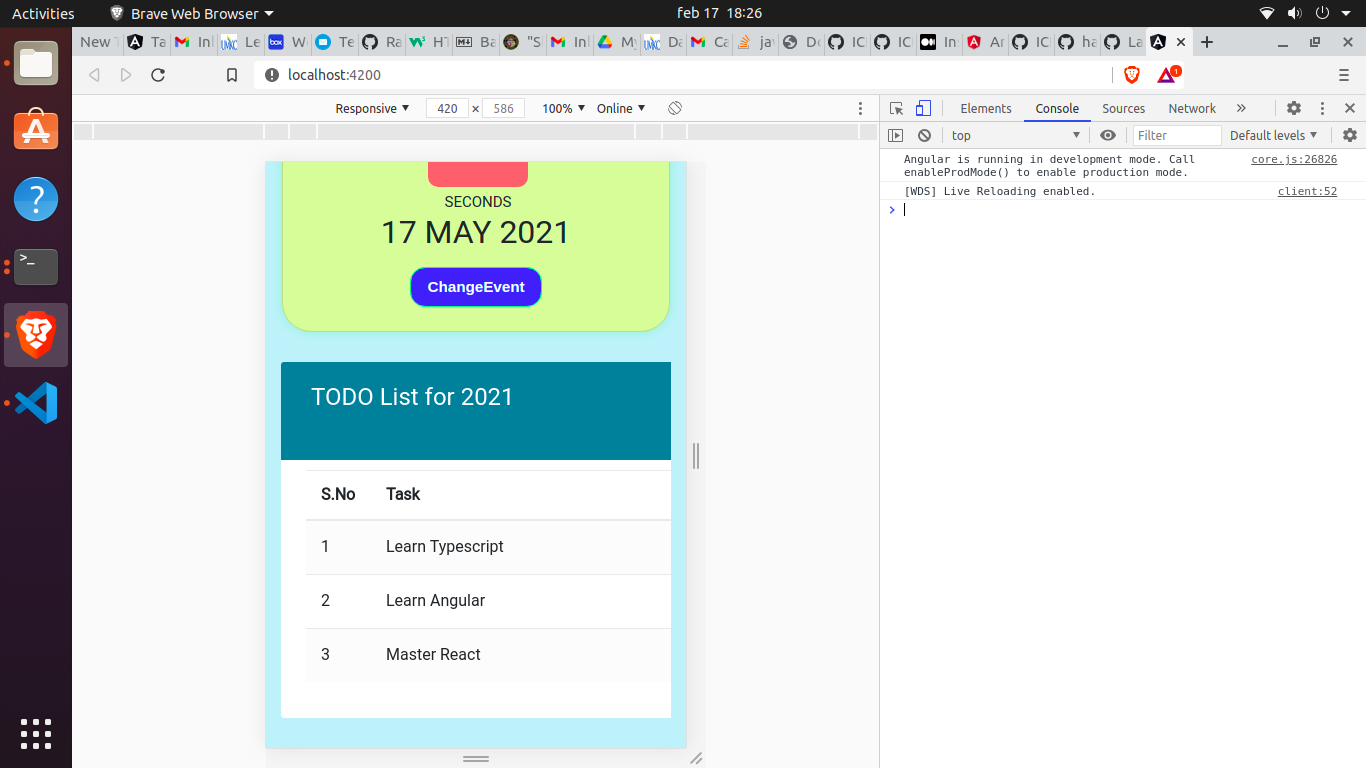 Activities Brave Web Browser feb 17 18:26
New T Ta In Le W Te Ra HT Ba "S In My Da Ca jav Do IC IC In An IC ha La
localhost:4200 1
Responsive 420 × 586 100% Online
Elements Console Sources Network »
top Filter Default levels
Angular is running in development mode. Call core.js:26826
enableProdMode() to enable production mode.
[WDS] Live Reloading enabled. client:52
>
SECONDS
17 MAY 2021
ChangeEvent
TODO List for 2021
S.No Task
1 Learn Typescript
2 Learn Angular
3 Master React